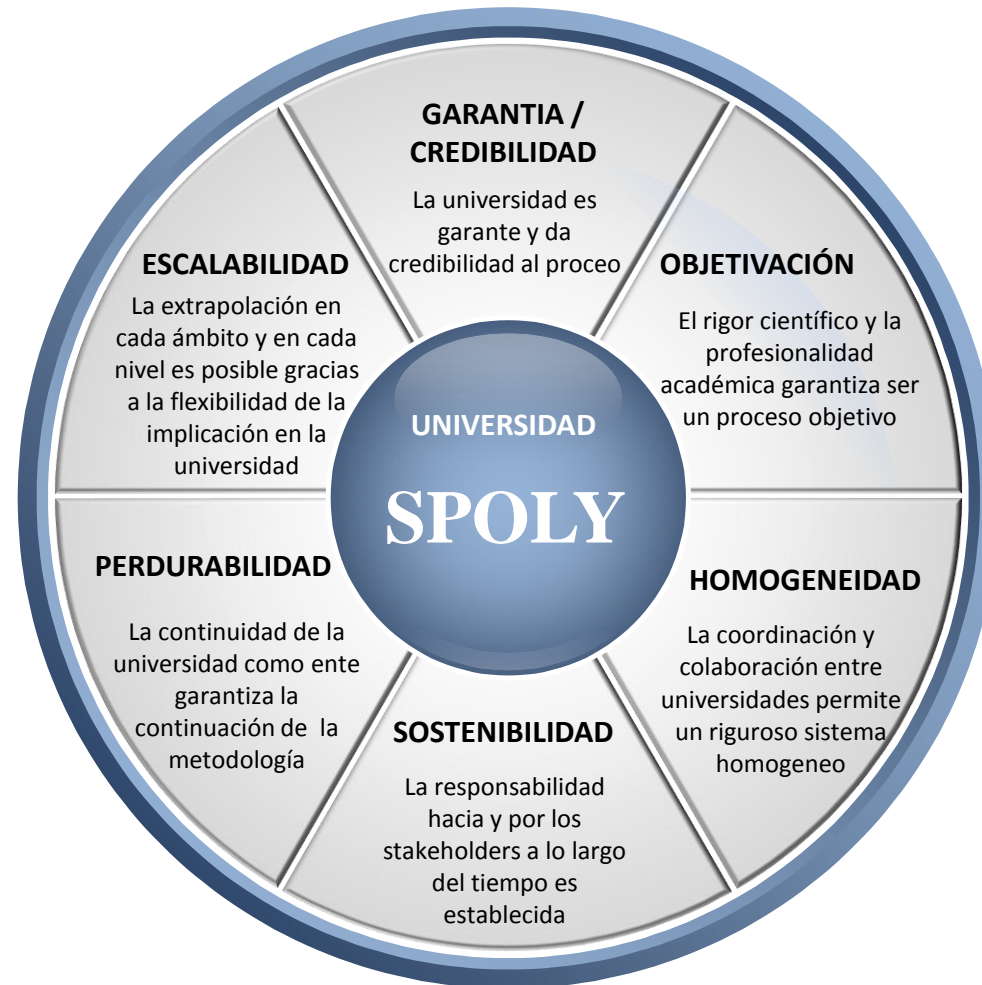 GARANTIA /
CREDIBILIDAD
La universidad es
garante y da
credibilidad al proceo
OBJETIVACIÓN
El rigor científico y la
profesionalidad
académica garantiza ser
un proceso objetivo
HOMOGENEIDAD
La coordinación y
colaboración entre
universidades permite
un riguroso sistema
homogeneo
SOSTENIBILIDAD
La responsabilidad
hacia y por los
stakeholders a lo largo
del tiempo es
establecida
PERDURABILIDAD
La continuidad de la
universidad como ente
garantiza la
continuación de  la
metodología
ESCALABILIDAD
La extrapolación en
cada ámbito y en cada
nivel es posible gracias
a la flexibilidad de la
implicación en la
universidad
UNIVERSIDAD
SPOLY